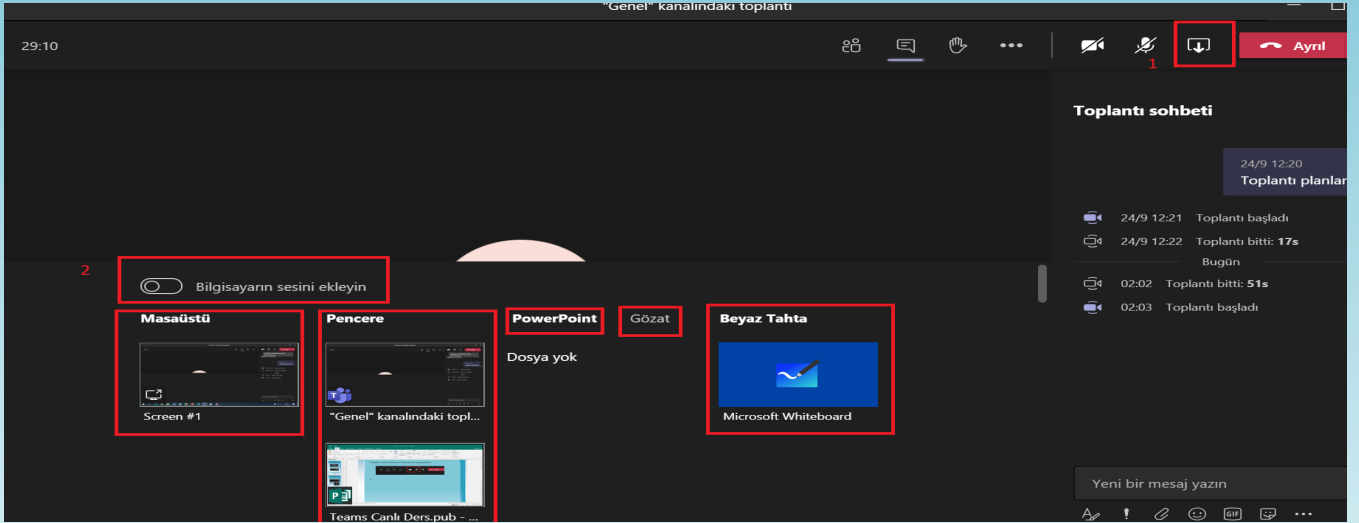 "Genel" kanalındaki toplantı
29:10
Ayrıl
1
Toplantı sohbeti
24/9 12:20
Toplantı planlan
24/9 12:21 Toplantı başladı
24/9 12:22 Toplantı bitti: 17s
Bugün
02:02 Toplantı bitti: 51s
02:03 Toplantı başladı
2
Bilgisayarın sesini ekleyin
Masaüstü
Screen #1
Pencere
"Genel" kanalındaki topl...
Teams Canlı Ders.pub - ...
PowerPoint
Gözat
Dosya yok
Beyaz Tahta
Microsoft Whiteboard
Yeni bir mesaj yazın
GIF